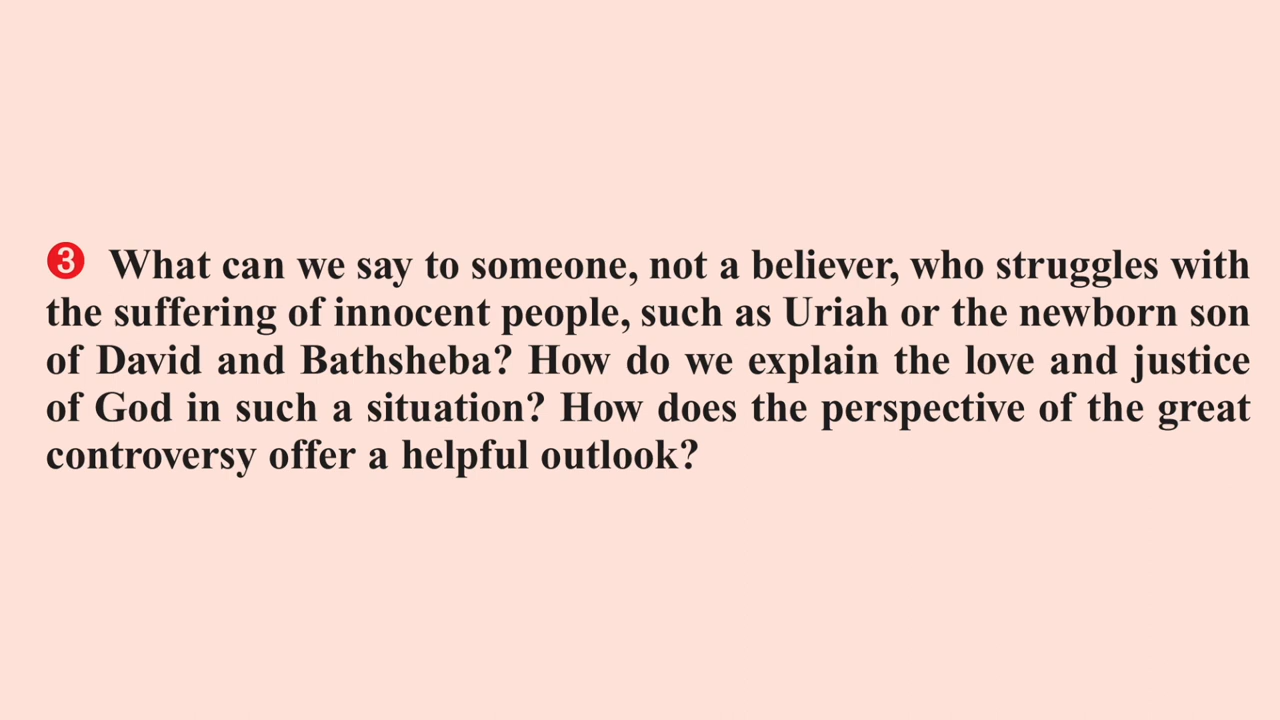 3 What can we say to someone, not a believer, who struggles with
the suffering of innocent people, such as Uriah or the newborn son
of David and Bathsheba? How do we explain the love and justice
of God in such a situation? How does the perspective of the great
controversy offer a helpful outlook?